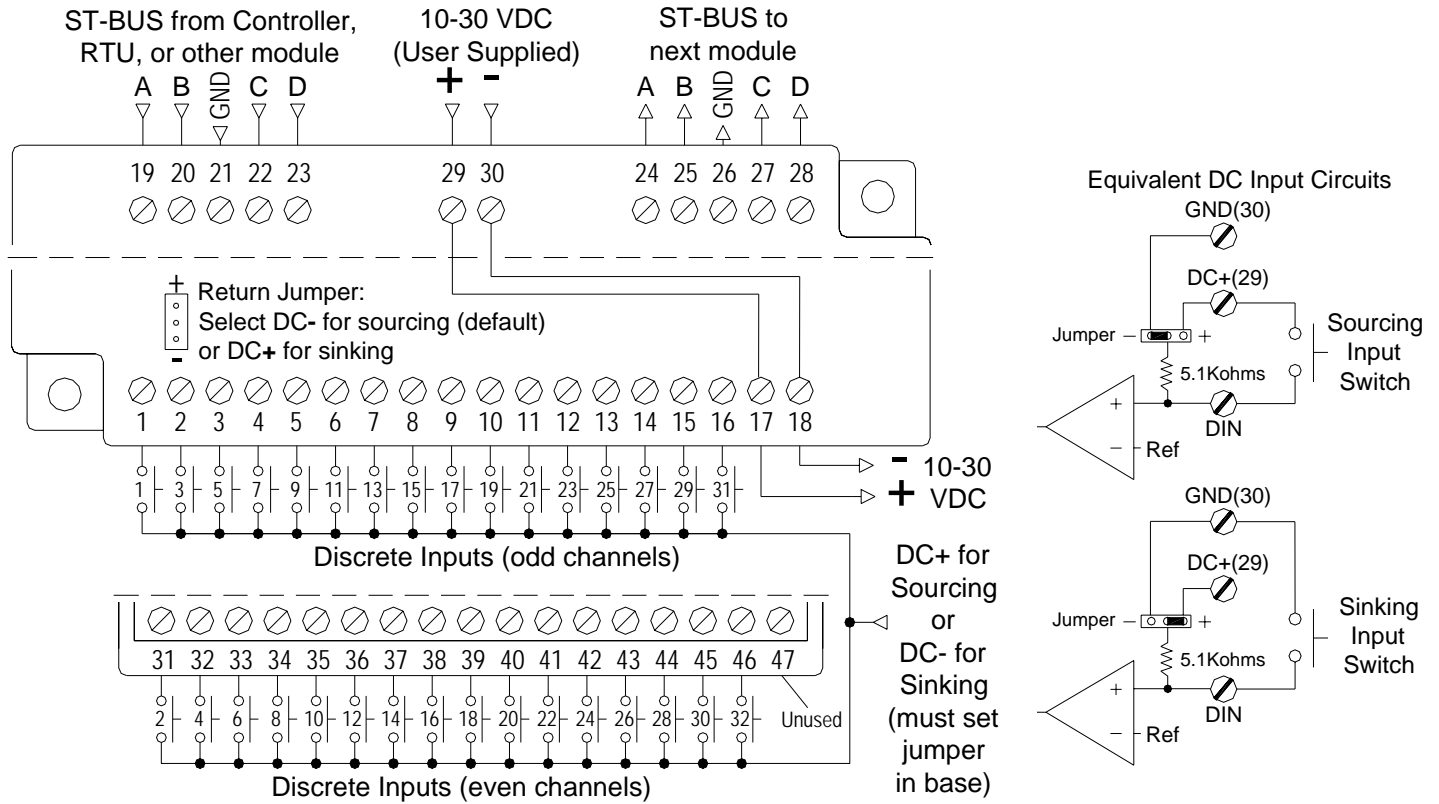 ST-BUS from Controller,
RTU, or other module
10-30 VDC
(User Supplied)
ST-BUS to
next module
A B GND C D
+ -
A B GND C D
19 20 21 22 23
29 30
24 25 26 27 28
+
Return Jumper:
Select DC- for sourcing (default)
or DC+ for sinking
-
1 2 3 4 5 6 7 8 9 10 11 12 13 14 15 16 17 18
1 3 5 7 9 11 13 15 17 19 21 23 25 27 29 31
- 10-30
+ VDC
Discrete Inputs (odd channels)
DC+ for
Sourcing
or
DC- for
Sinking
(must set
jumper
in base)
31 32 33 34 35 36 37 38 39 40 41 42 43 44 45 46 47
2 4 6 8 10 12 14 16 18 20 22 24 26 28 30 32
Unused
Discrete Inputs (even channels)
Equivalent DC Input Circuits
GND(30)
DC+(29)
Jumper - +
Sourcing
Input
Switch
5.1Kohms
+
DIN
- Ref
GND(30)
DC+(29)
Jumper - +
Sinking
Input
Switch
5.1Kohms
+
DIN
- Ref